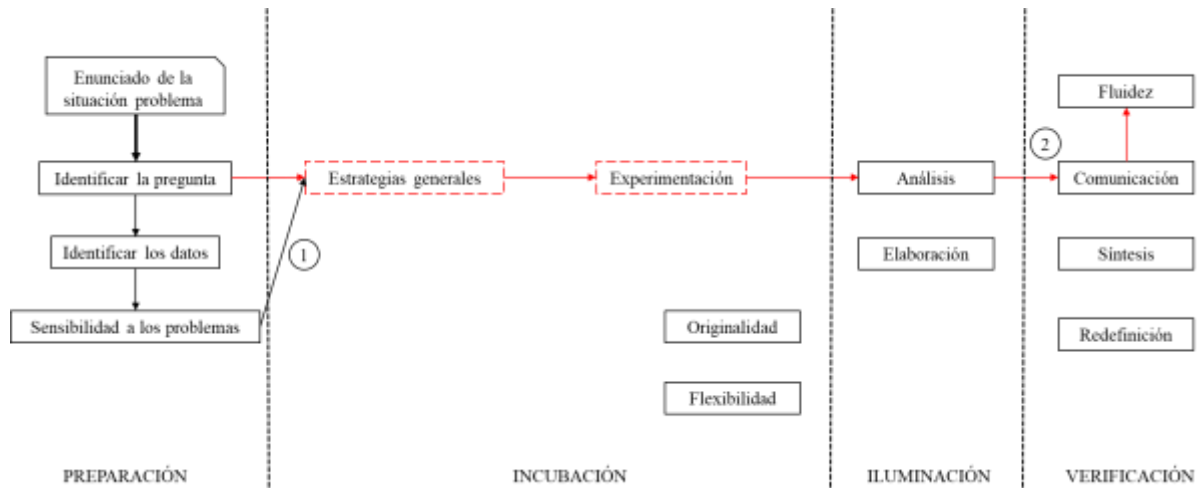 Enunciado de la
situación problema
Identificar la pregunta
Identificar los datos
Sensibilidad a los problemas
1
Estrategias generales
Experimentación
Originalidad
Flexibilidad
Análisis
Elaboración
2
Fluidez
Comunicación
Síntesis
Redefinición
PREPARACIÓN
INCUBACIÓN
ILUMINACIÓN
VERIFICACIÓN